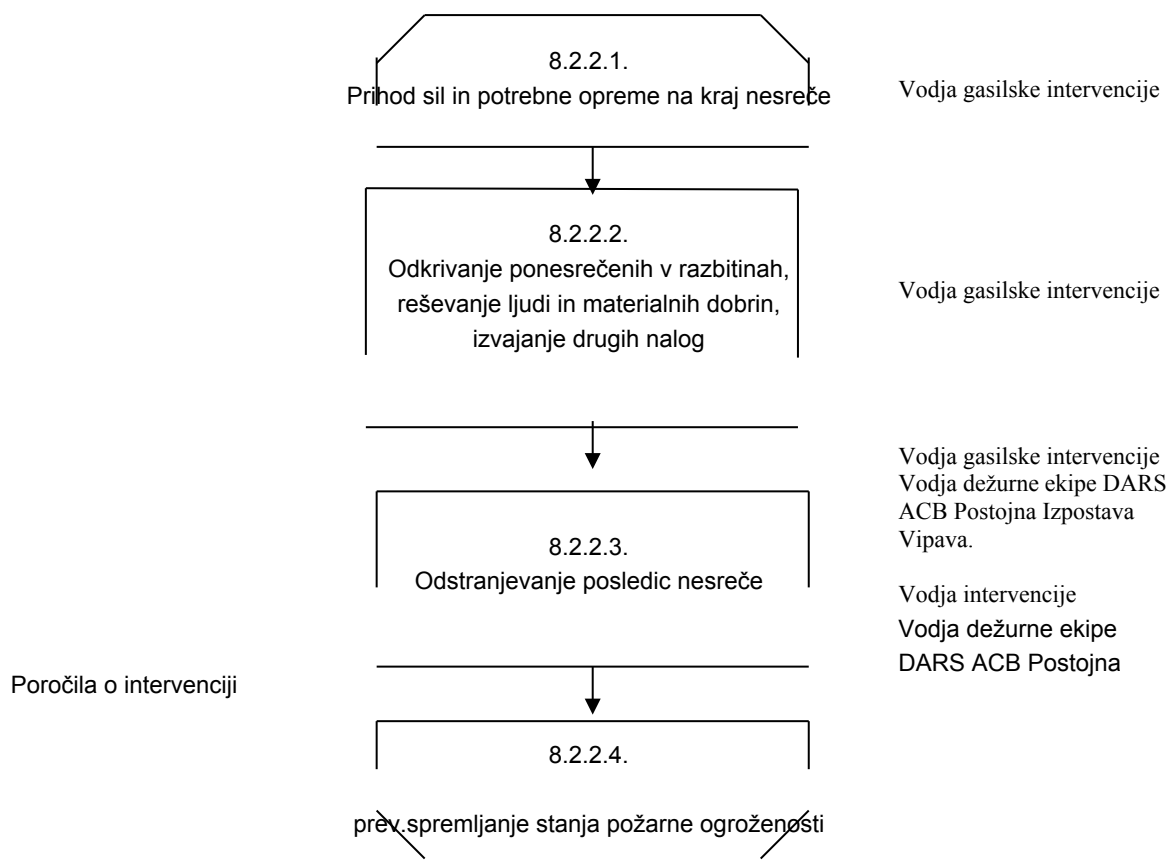 8.2.2.1.
Prihod sil in potrebne opreme na kraj nesreče
Vodja gasilske intervencije
8.2.2.2.
Odkrivanje ponesrečenih v razbitinah,
reševanje ljudi in materialnih dobrin,
izvajanje drugih nalog
Vodja gasilske intervencije
Vodja gasilske intervencije
Vodja dežurne ekipe DARS
ACB Postojna Izpostava
Vipava.
8.2.2.3.
Odstranjevanje posledic nesreče
Vodja intervencije
Vodja dežurne ekipe
DARS ACB Postojna
Poročila o intervenciji
8.2.2.4.
prev.spremljanje stanja požarne ogroženosti